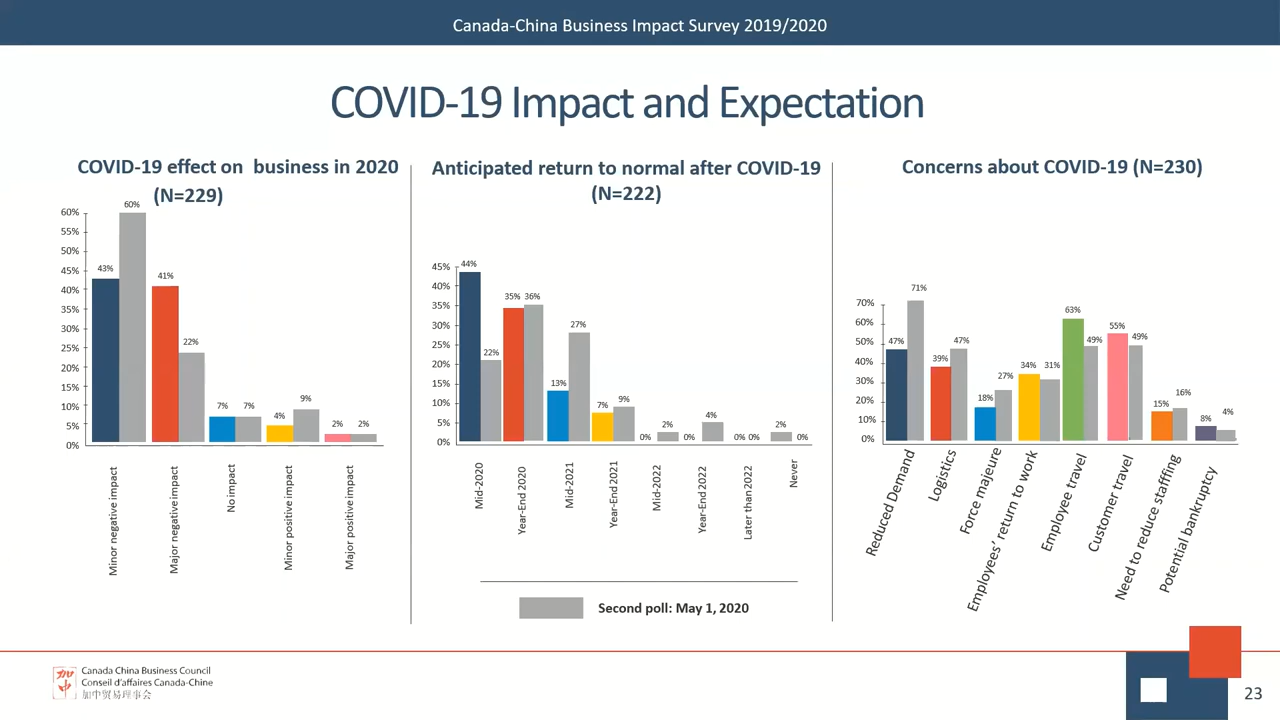 Canada-China Business Impact Survey 2019/2020
COVID-19 Impact and Expectation
COVID-19 effect on business in 2020
(N=229)
60%
55%
50%
45%
40%
35%
30%
25%
20%
15%
10%
5%
0%
43%
60%
41%
22%
7%
7%
4%
9%
2%
2%
Minor negative impact
Major negative impact
No impact
Minor positive impact
Major positive impact
Anticipated return to normal after COVID-19
(N=222)
45%
40%
35%
30%
25%
20%
15%
10%
5%
0%
44%
22%
35%
36%
13%
27%
7%
9%
0%
2%
0%
4%
0%
0%
2%
0%
Mid-2020
Year-End 2020
Mid-2021
Year-End 2021
Mid-2022
Year-End 2022
Later than 2022
Never
Second poll: May 1, 2020
Concerns about COVID-19 (N=230)
70%
60%
50%
40%
30%
20%
10%
0%
47%
71%
39%
47%
18%
27%
34%
31%
63%
49%
55%
49%
15%
16%
8%
4%
Reduced Demand
Logistics
Force majeure
Employees' return to work
Employee travel
Customer travel
Need to reduce stafffing
Potential bankruptcy
加中
Canada China Business Council
Conseil d'affaires Canada-Chine
加中贸易理事会
23